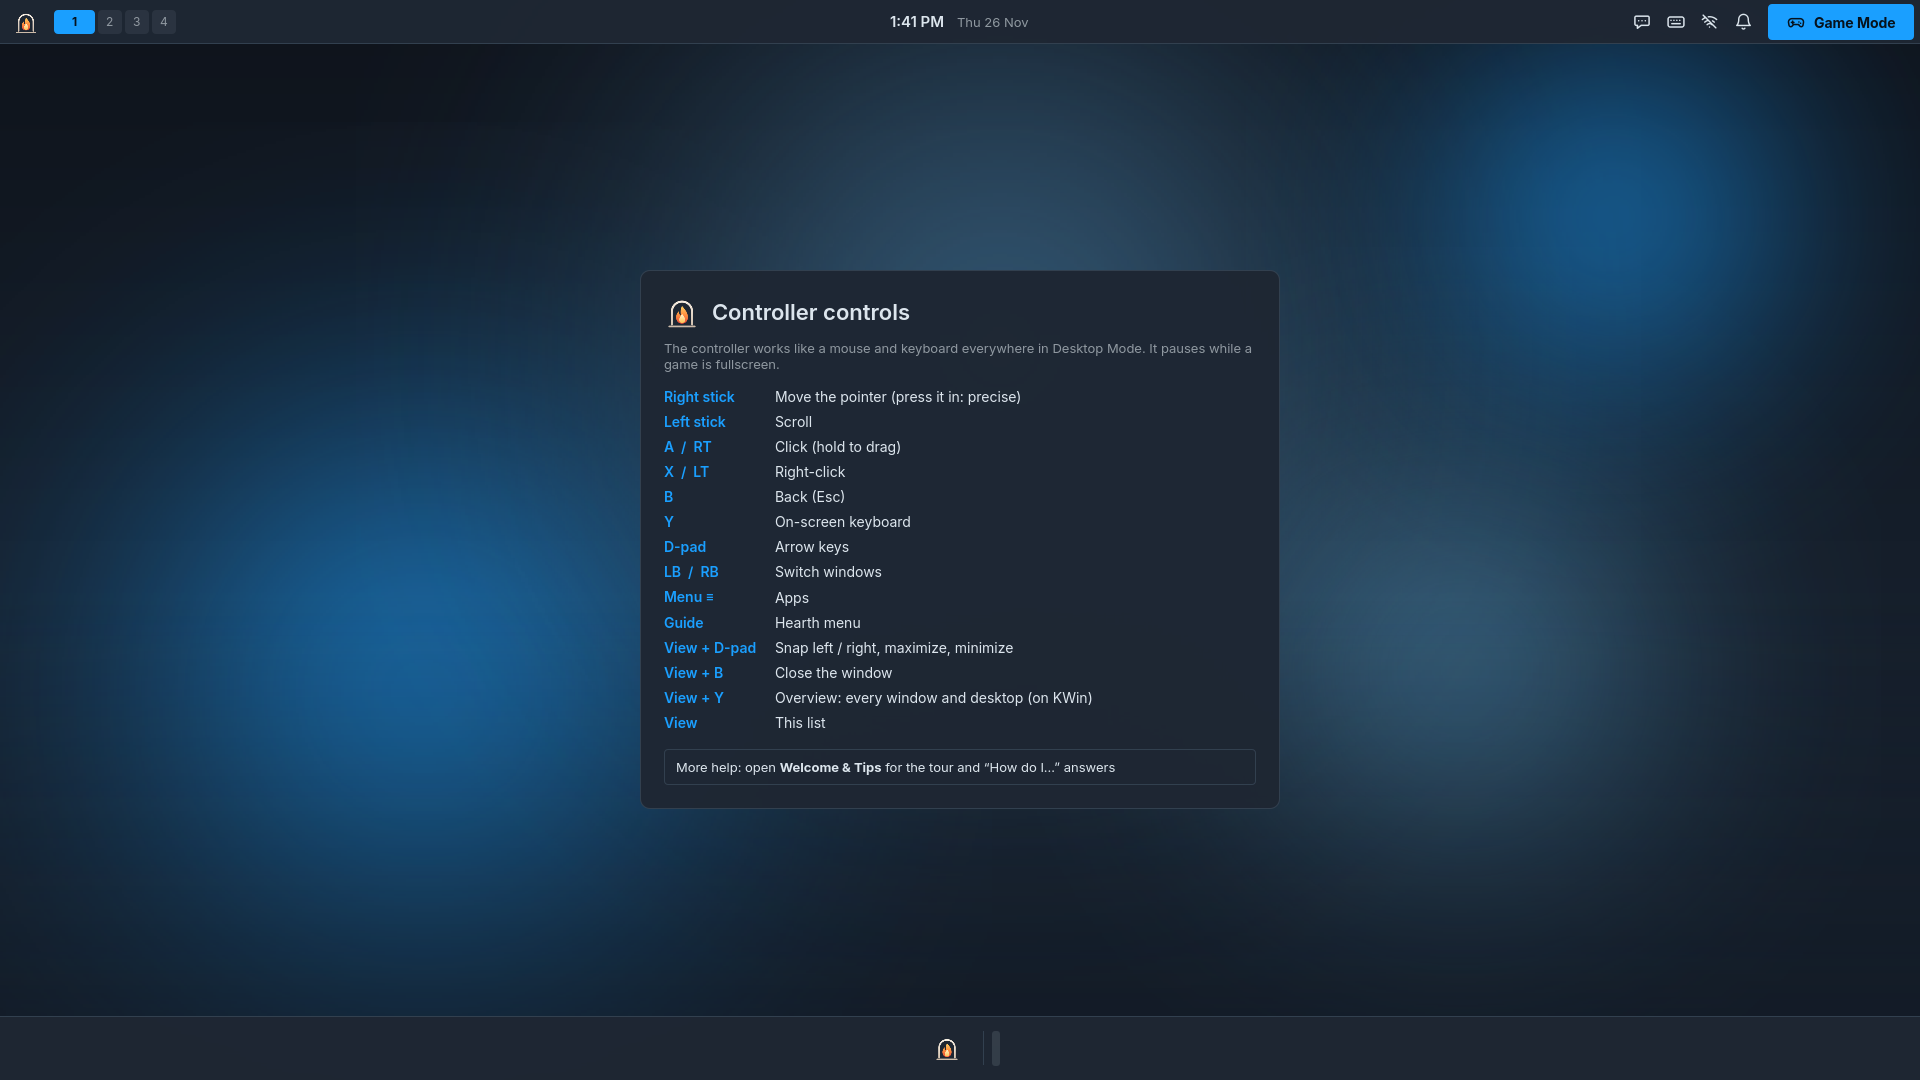 1 2 3 4
1:41 PM Thu 26 Nov
Game Mode
Controller controls
The controller works like a mouse and keyboard everywhere in Desktop Mode. It pauses while a
game is fullscreen.
Right stick Move the pointer (press it in: precise)
Left stick Scroll
A / RT Click (hold to drag)
X / LT Right-click
B Back (Esc)
Y On-screen keyboard
D-pad Arrow keys
LB / RB Switch windows
Menu ≡ Apps
Guide Hearth menu
View + D-pad Snap left / right, maximize, minimize
View + B Close the window
View + Y Overview: every window and desktop (on KWin)
View This list
More help: open Welcome & Tips for the tour and “How do I…” answers